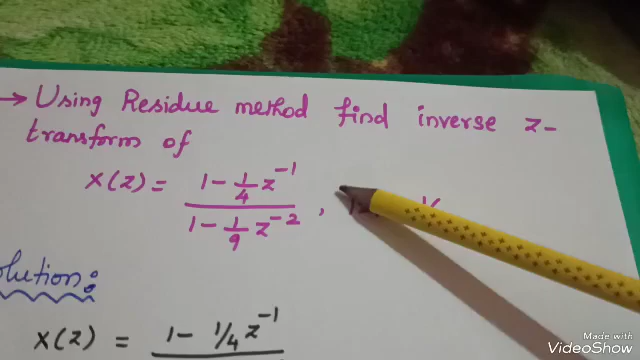 → Using Residue method find inverse z-
transform of
X(z) = (1 - 1/4 z⁻¹) / (1 - 1/9 z⁻²) ,
olution:
X(z) = 1 - 1/4 z⁻¹
Made with
VideoShow